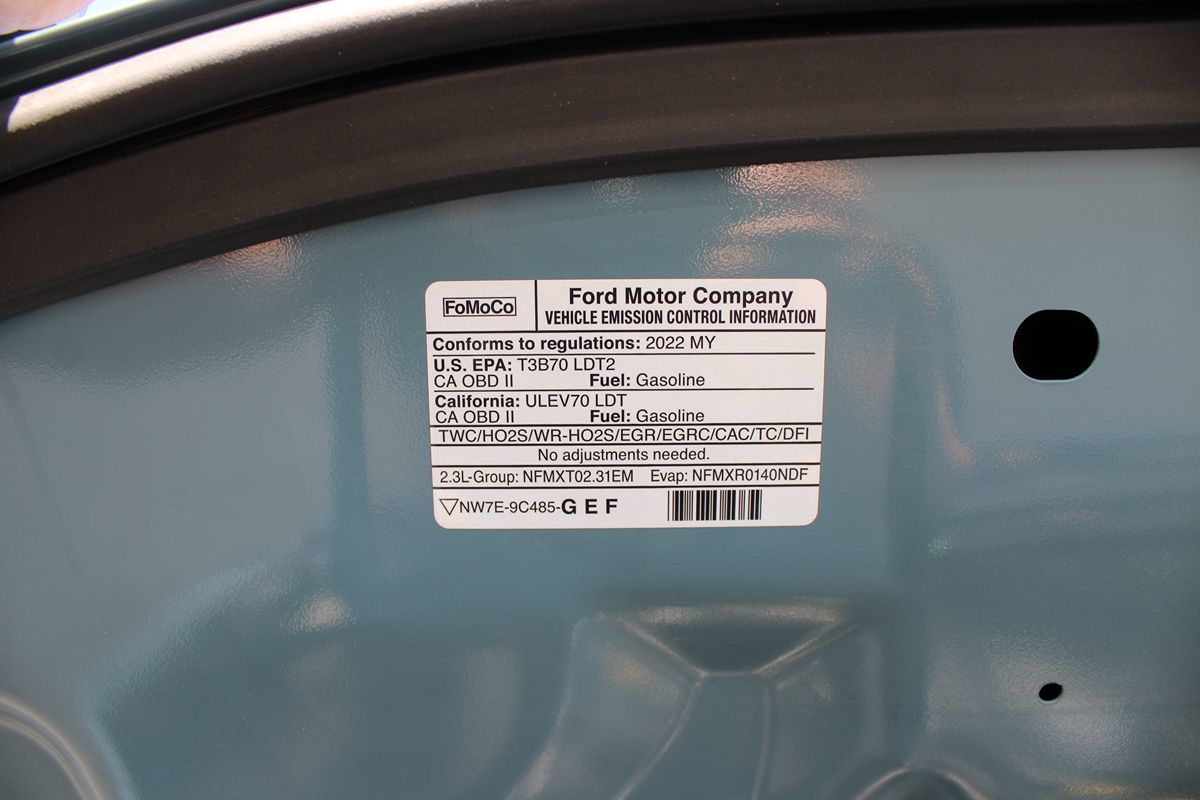 FoMoCo
Ford Motor Company
VEHICLE EMISSION CONTROL INFORMATION
Conforms to regulations: 2022 MY
U.S. EPA: T3B70 LDT2
CA OBD II Fuel: Gasoline
California: ULEV70 LDT
CA OBD II Fuel: Gasoline
TWC/HO2S/WR-HO2S/EGR/EGRC/CAC/TC/DFI
No adjustments needed.
2.3L-Group: NFMXT02.31EM Evap: NFMXR0140NDF
NW7E-9C485-G E F